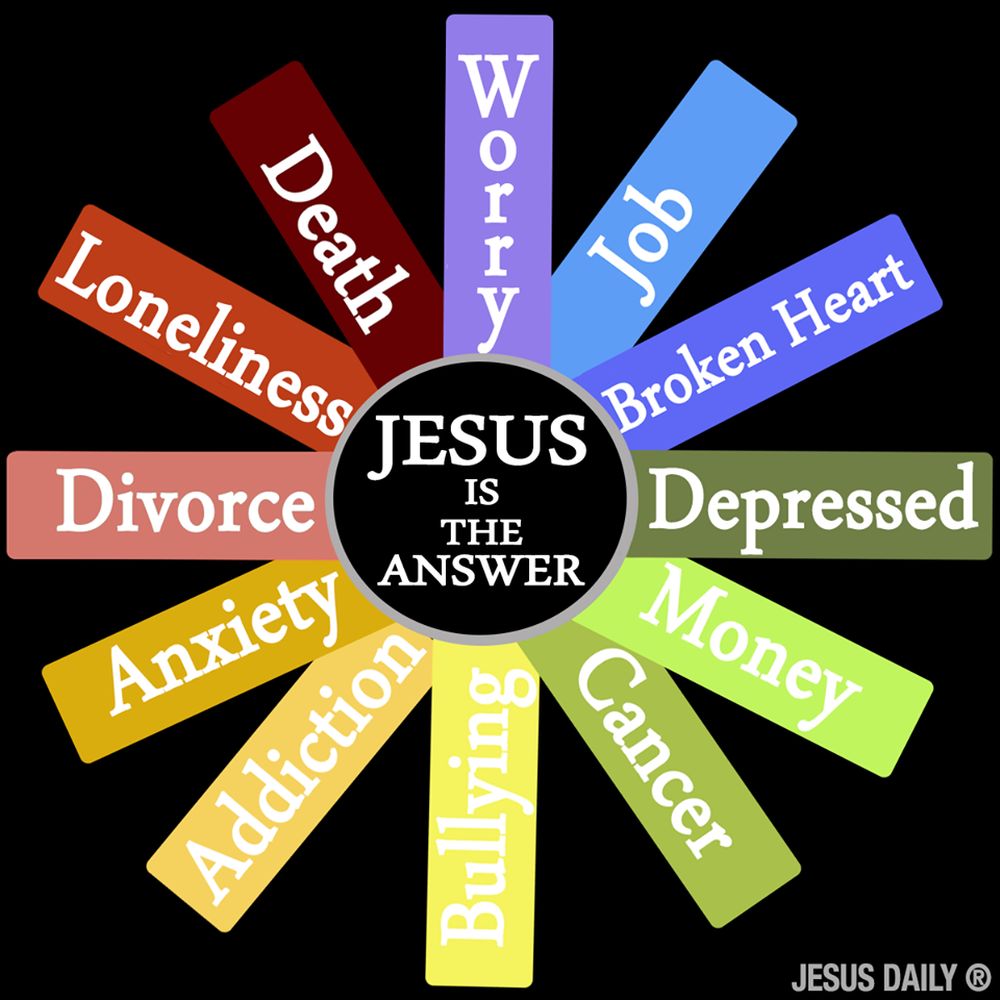 Worry
Job
Broken Heart
Depressed
Money
Cancer
Bullying
Addiction
Anxiety
Divorce
Loneliness
Death
JESUS
IS
THE
ANSWER
JESUS DAILY ®